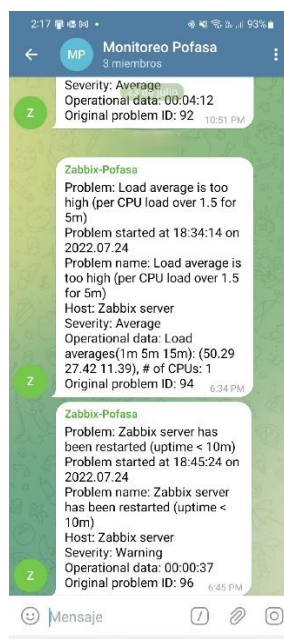 2:17
93%
MP
Monitoreo Pofasa
3 miembros
Severity: Average
Operational data: 00:04:12
Original problem ID: 92 10:51 PM
Z
Zabbix-Pofasa
Problem: Load average is too
high (per CPU load over 1.5 for
5m)
Problem started at 18:34:14 on
2022.07.24
Problem name: Load average is
too high (per CPU load over 1.5
for 5m)
Host: Zabbix server
Severity: Average
Operational data: Load
averages(1m 5m 15m): (50.29
27.42 11.39), # of CPUs: 1
Original problem ID: 94 6:34 PM
Z
Zabbix-Pofasa
Problem: Zabbix server has
been restarted (uptime < 10m)
Problem started at 18:45:24 on
2022.07.24
Problem name: Zabbix server
has been restarted (uptime <
10m)
Host: Zabbix server
Severity: Warning
Operational data: 00:00:37
Original problem ID: 96 6:45 PM
Z
Mensaje